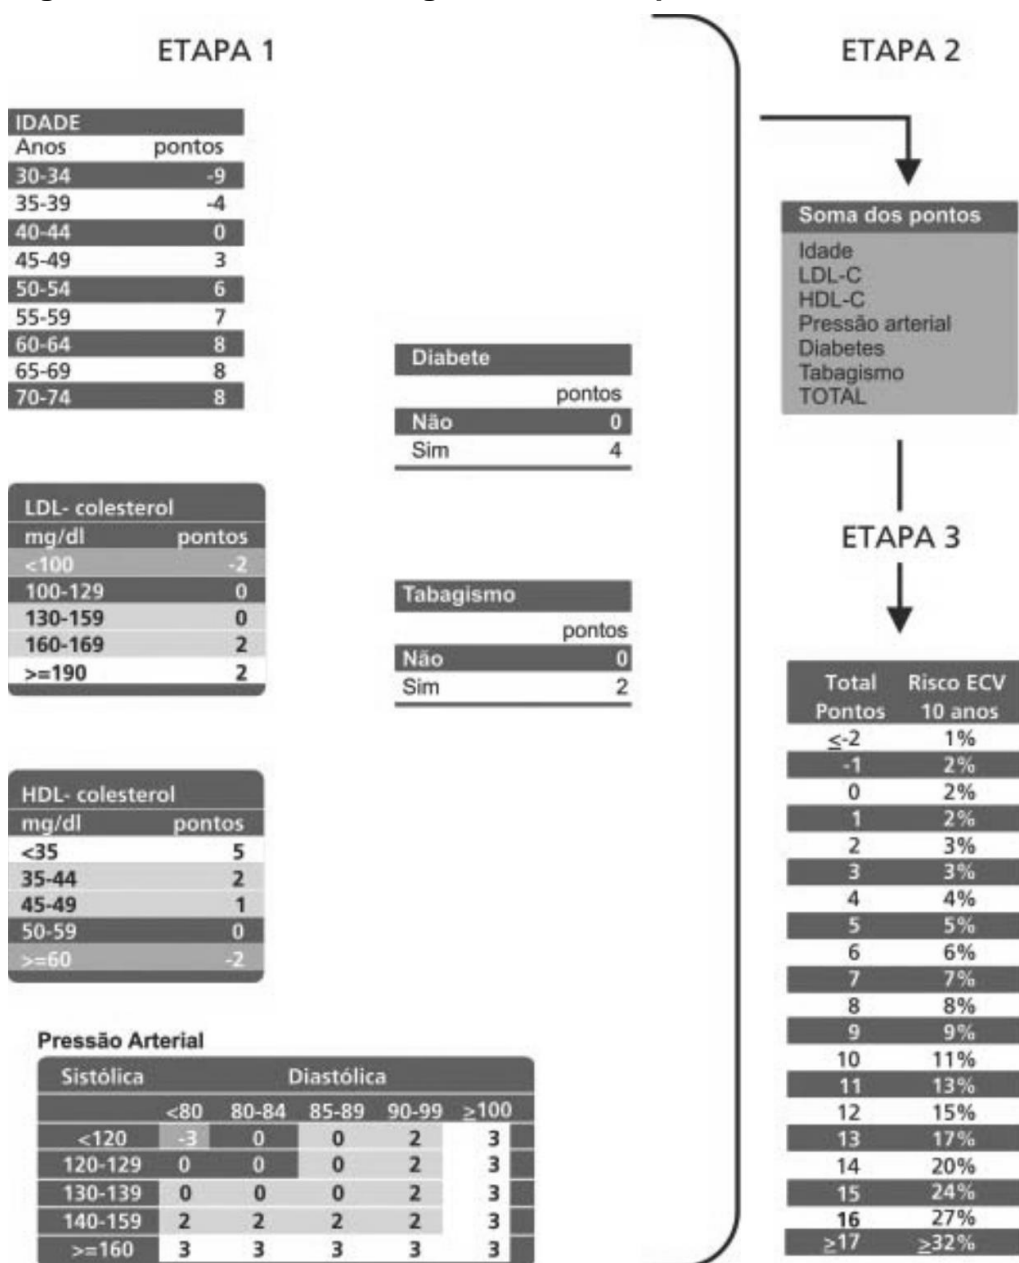 ETAPA 1
IDADE
Anos pontos
30-34 -9
35-39 -4
40-44 0
45-49 3
50-54 6
55-59 7
60-64 8
65-69 8
70-74 8
LDL- colesterol
mg/dl pontos
<100 -2
100-129 0
130-159 0
160-169 2
>=190 2
HDL- colesterol
mg/dl pontos
<35 5
35-44 2
45-49 1
50-59 0
>=60 -2
Pressão Arterial
Sistólica Diastólica
<80 80-84 85-89 90-99 ≥100
<120 -3 0 0 2 3
120-129 0 0 0 2 3
130-139 0 0 0 2 3
140-159 2 2 2 2 3
>=160 3 3 3 3 3
Diabete
pontos
Não 0
Sim 4
Tabagismo
pontos
Não 0
Sim 2
ETAPA 2
Soma dos pontos
Idade
LDL-C
HDL-C
Pressão arterial
Diabetes
Tabagismo
TOTAL
ETAPA 3
Total Risco ECV
Pontos 10 anos
≤-2 1%
-1 2%
0 2%
1 2%
2 3%
3 3%
4 4%
5 5%
6 6%
7 7%
8 8%
9 9%
10 11%
11 13%
12 15%
13 17%
14 20%
15 24%
16 27%
≥17 ≥32%